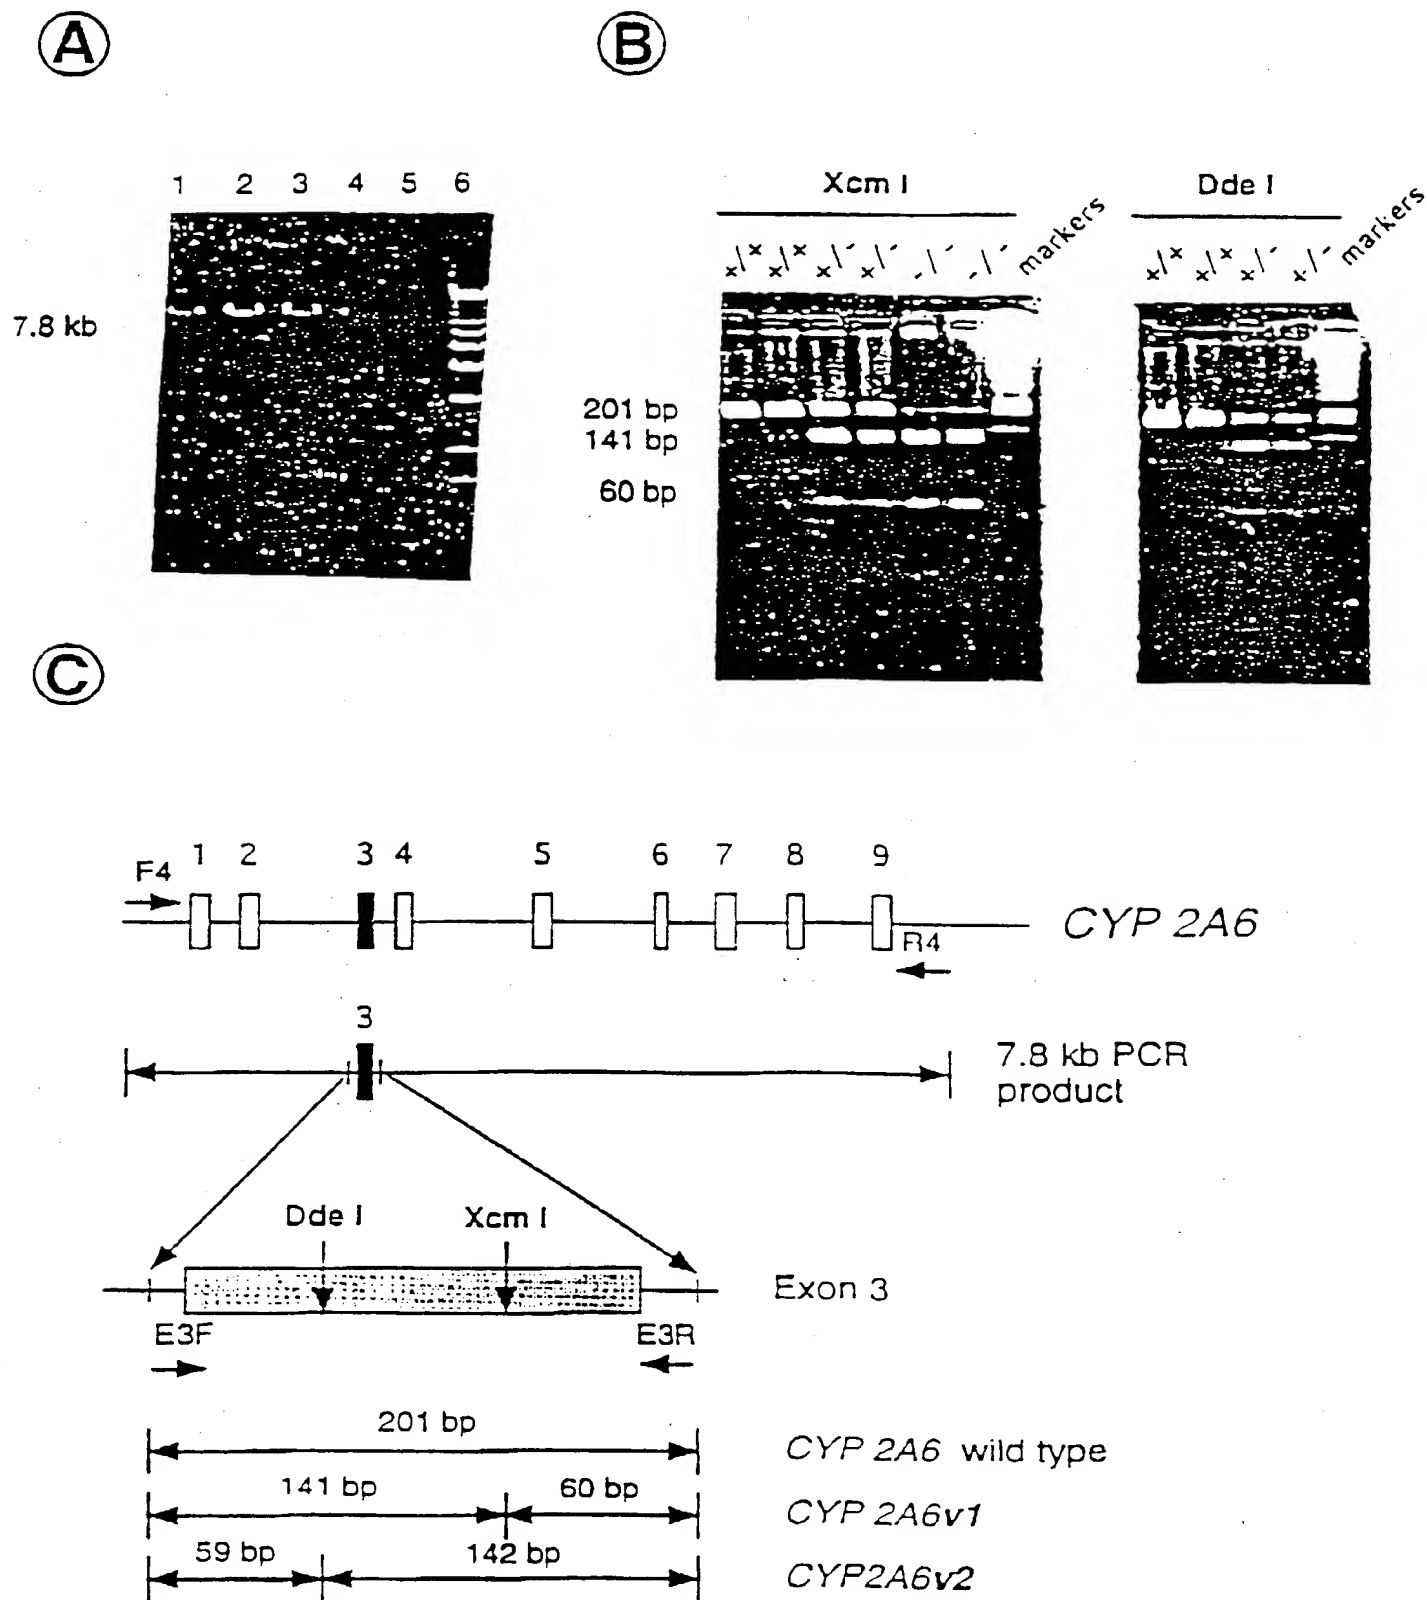 A
B
1 2 3 4 5 6
7.8 kb
Xcm I
Dde I
+/+ +/+ +/- +/- -/- -/- markers
+/+ +/+ +/- +/- markers
201 bp
141 bp
60 bp
C
F4 1 2 3 4 5 6 7 8 9
CYP 2A6
R4
3
7.8 kb PCR
product
Dde I Xcm I
Exon 3
E3F E3R
201 bp
CYP 2A6 wild type
141 bp 60 bp
CYP 2A6v1
59 bp 142 bp
CYP2A6v2